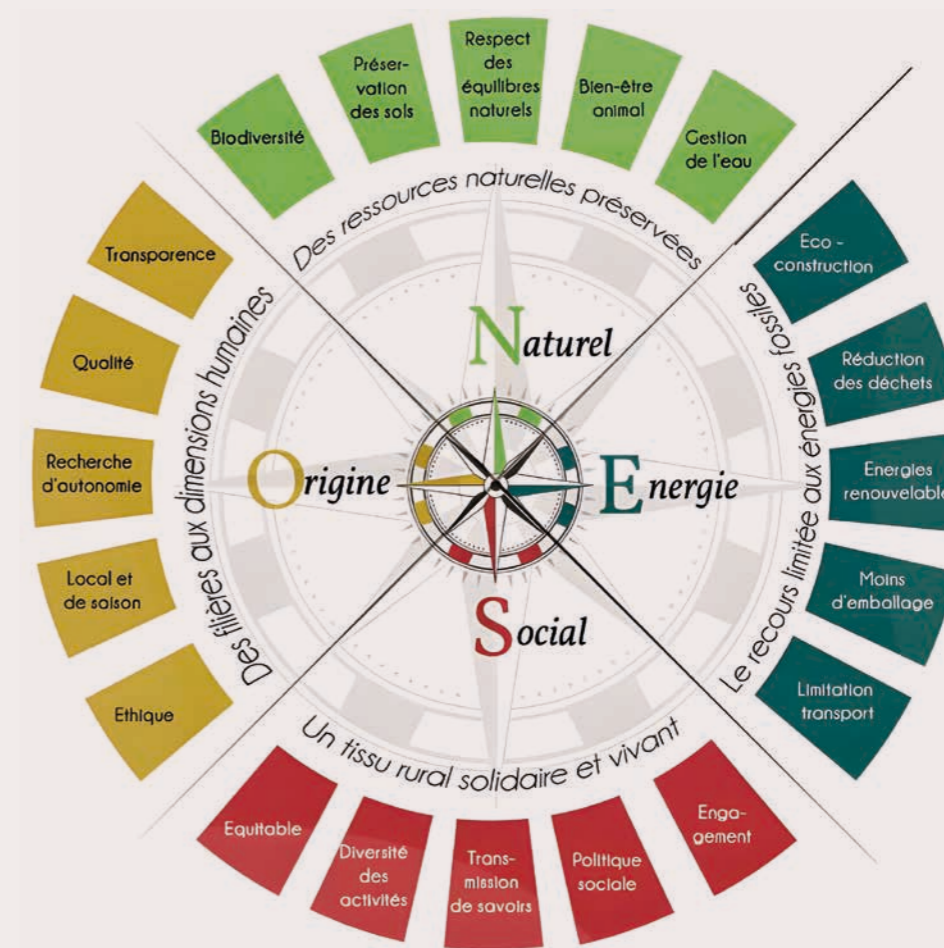 Biodiversité
Préser-
vation
des sols
Respect
des
équilibres
naturels
Bien-être
animal
Gestion
de l'eau
Des ressources naturelles préservées
Naturel
Eco -
construction
Réduction
des déchets
Energies
renouvelable
Moins
d'emballage
Limitation
transport
Le recours limitée aux énergies fossiles
Energie
Enga-
gement
Politique
sociale
Trans-
mission
de savoirs
Diversité
des
activités
Equitable
Un tissu rural solidaire et vivant
Social
Ethique
Local et
de saison
Recherche
d'autonomie
Qualité
Transparence
Des filières aux dimensions humaines
Origine